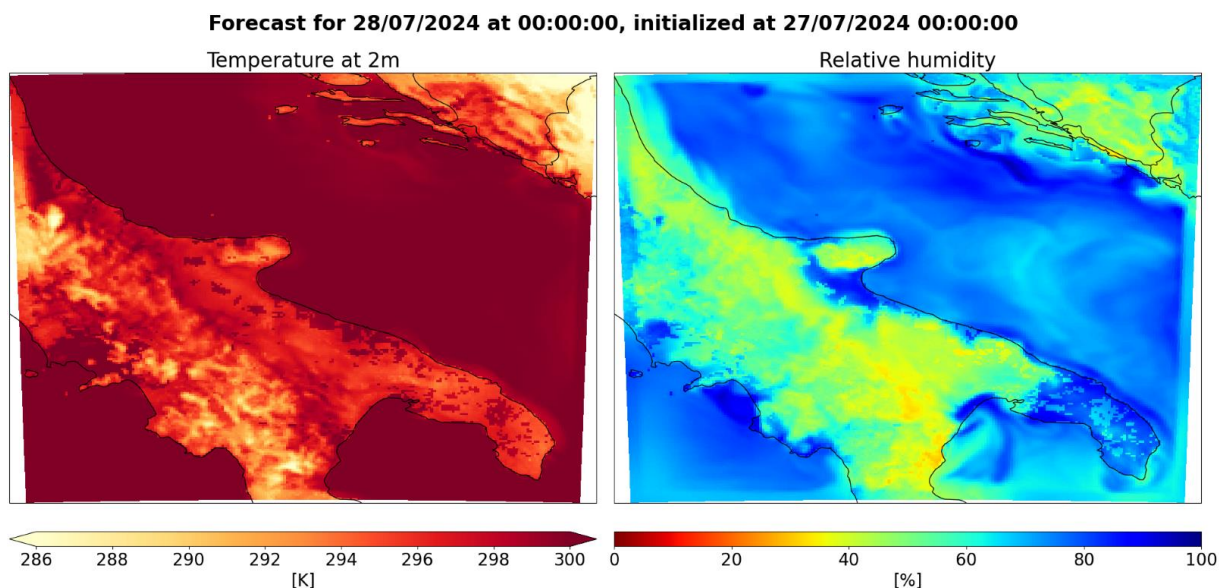 Forecast for 28/07/2024 at 00:00:00, initialized at 27/07/2024 00:00:00
Temperature at 2m
Relative humidity
286 288 290 292 294 296 298 300
[K]
0 20 40 60 80 100
[%]